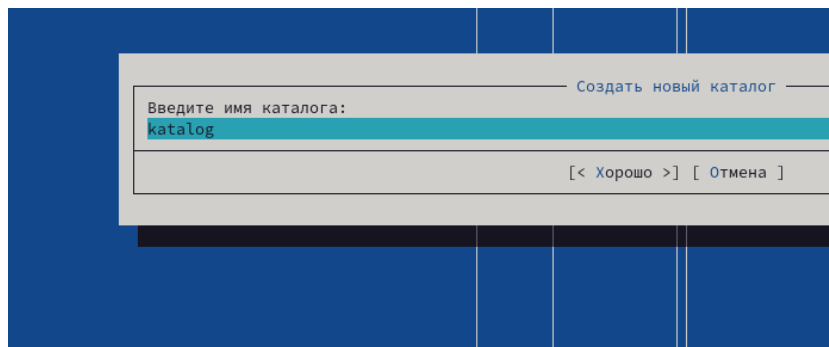 Создать новый каталог
Введите имя каталога:
katalog
[< Хорошо >] [ Отмена ]